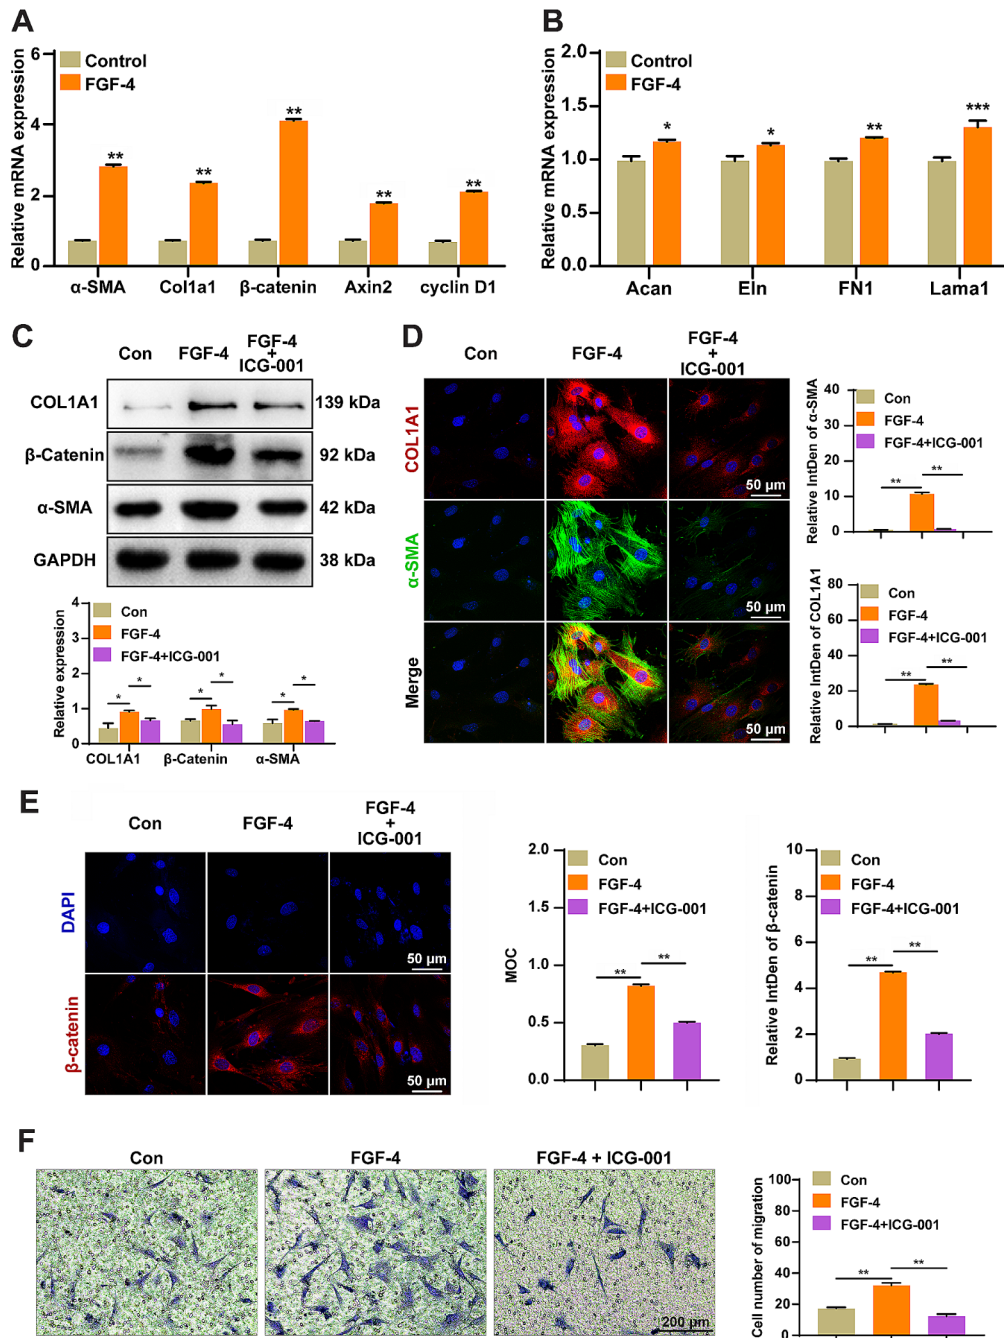 A
Relative mRNA expression
6
4
2
0
Control
FGF-4
**
**
**
**
**
α-SMA Col1a1 β-catenin Axin2 cyclin D1
B
Relative mRNA expression
2.0
1.5
1.0
0.5
0.0
Control
FGF-4
*
*
**
***
Acan Eln FN1 Lama1
C
Con FGF-4 FGF-4 + ICG-001
COL1A1 139 kDa
β-Catenin 92 kDa
α-SMA 42 kDa
GAPDH 38 kDa
Relative expression
4
3
2
1
0
Con
FGF-4
FGF-4+ICG-001
* * * * * *
COL1A1 β-Catenin α-SMA
D
Con FGF-4 FGF-4 + ICG-001
COL1A1
50 μm
α-SMA
50 μm
Merge
50 μm
Relative IntDen of α-SMA
40
30
20
10
0
Con
FGF-4
FGF-4+ICG-001
** **
Relative IntDen of COL1A1
80
60
40
20
0
Con
FGF-4
FGF-4+ICG-001
** **
E
Con FGF-4 FGF-4 + ICG-001
DAPI
50 μm
β-catenin
50 μm
MOC
2.0
1.5
1.0
0.5
0.0
Con
FGF-4
FGF-4+ICG-001
** **
Relative IntDen of β-catenin
10
8
6
4
2
0
Con
FGF-4
FGF-4+ICG-001
** **
F
Con FGF-4 FGF-4 + ICG-001
200 μm
Cell number of migration
100
80
60
40
20
Con
FGF-4
FGF-4+ICG-001
** **